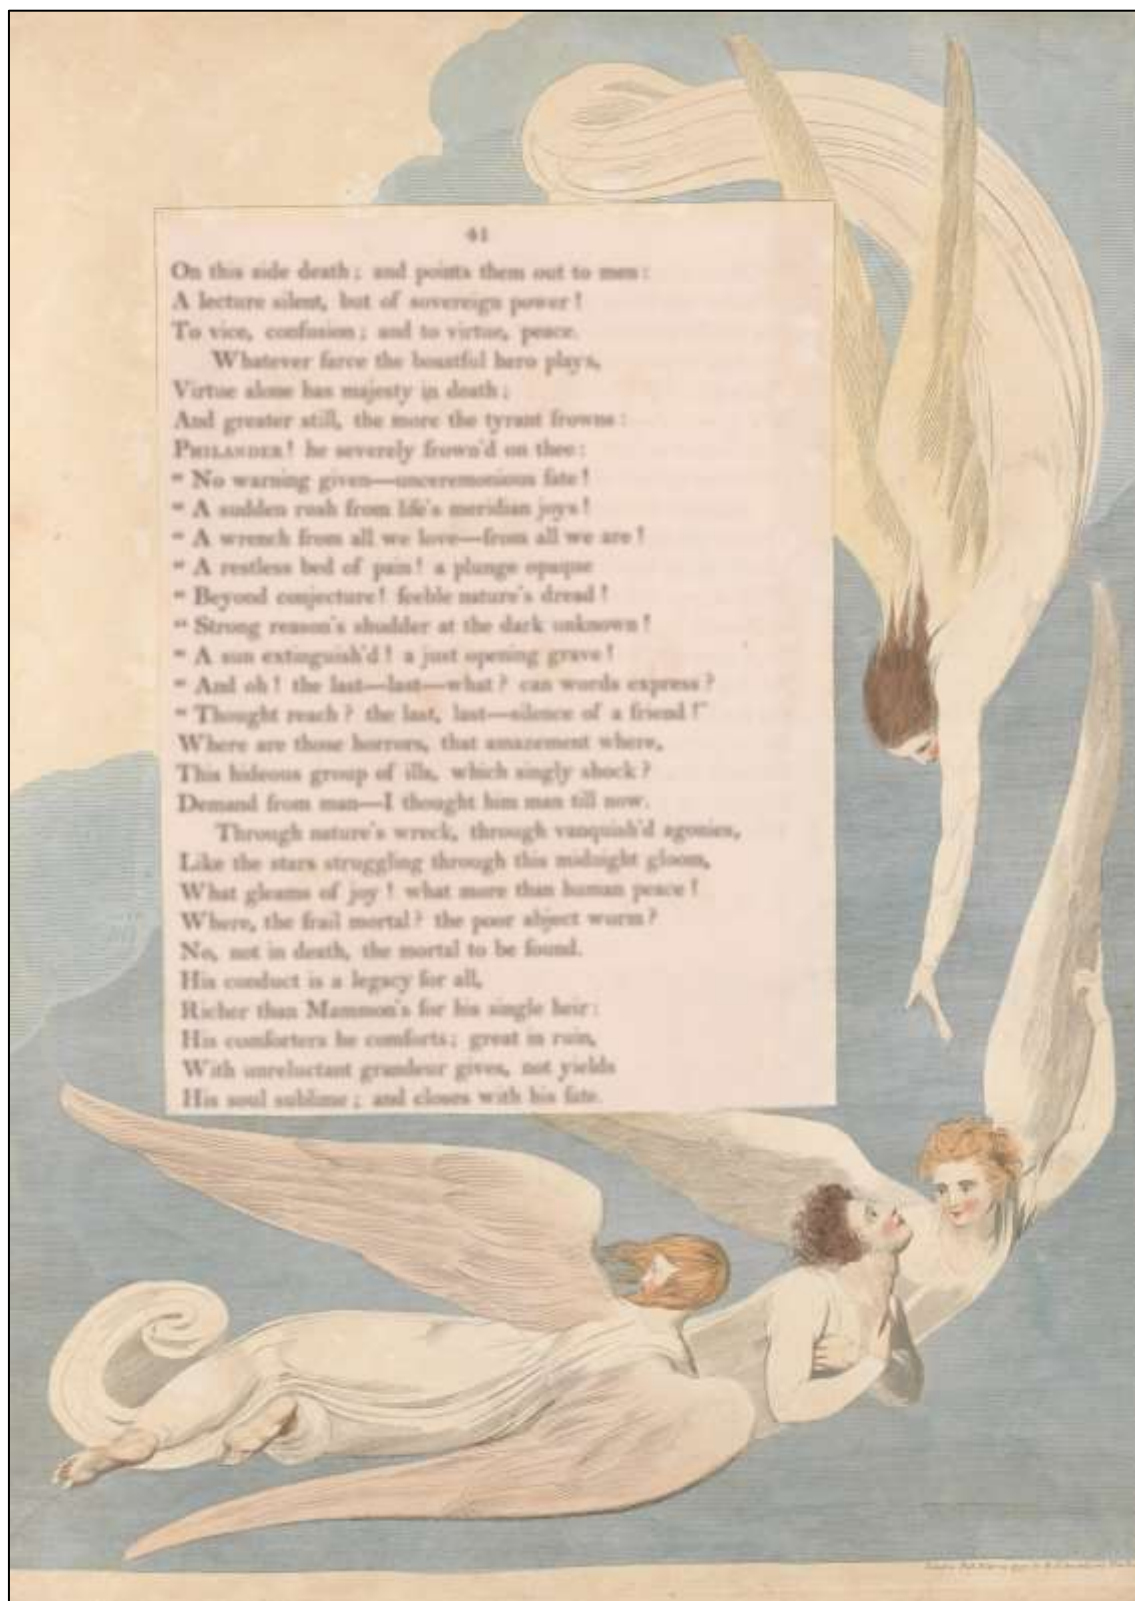 41
On this side death; and points them out to men:
A lecture silent, but of sovereign power!
To vice, confusion; and to virtue, peace.
Whatever farce the boastful hero plays,
Virtue alone has majesty in death;
And greater still, the more the tyrant frowns:
PHILANDER! he severely frown'd on thee:
" No warning given—unceremonious fate!
" A sudden rush from life's meridian joys!
" A wrench from all we love—from all we are!
" A restless bed of pain! a plunge opaque
" Beyond conjecture! feeble nature's dread!
" Strong reason's shudder at the dark unknown!
" A sun extinguish'd! a just opening grave!
" And oh! the last—last—what? can words express?
" Thought reach? the last, last—silence of a friend!"
Where are those horrors, that amazement where,
This hideous group of ills, which singly shock?
Demand from man—I thought him man till now.
Through nature's wreck, through vanquish'd agonies,
Like the stars struggling through this midnight gloom,
What gleams of joy! what more than human peace!
Where, the frail mortal? the poor abject worm?
No, not in death, the mortal to be found.
His conduct is a legacy for all,
Richer than Mammon's for his single heir:
His comforters he comforts; great in ruin,
With unreluctant grandeur gives, not yields
His soul sublime; and closes with his fate.